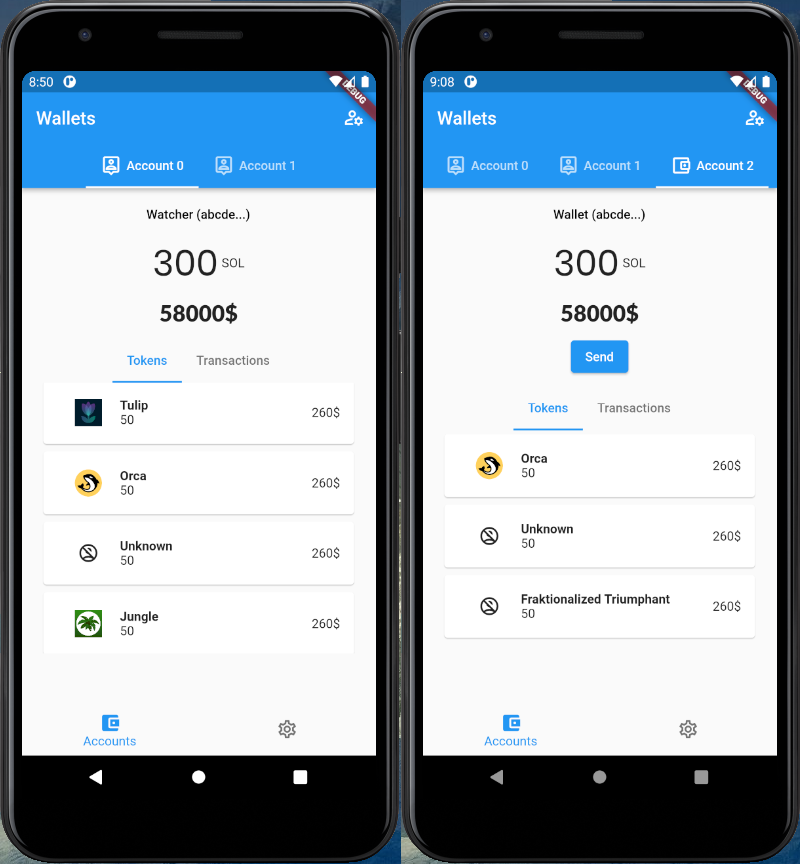 8:50
DEBUG
Wallets
Account 0
Account 1
Watcher (abcde...)
300 SOL
58000$
Tokens
Transactions
Tulip
50
260$
Orca
50
260$
Unknown
50
260$
Jungle
50
260$
Accounts
9:08
DEBUG
Wallets
Account 0
Account 1
Account 2
Wallet (abcde...)
300 SOL
58000$
Send
Tokens
Transactions
Orca
50
260$
Unknown
50
260$
Fraktionalized Triumphant
50
260$
Accounts